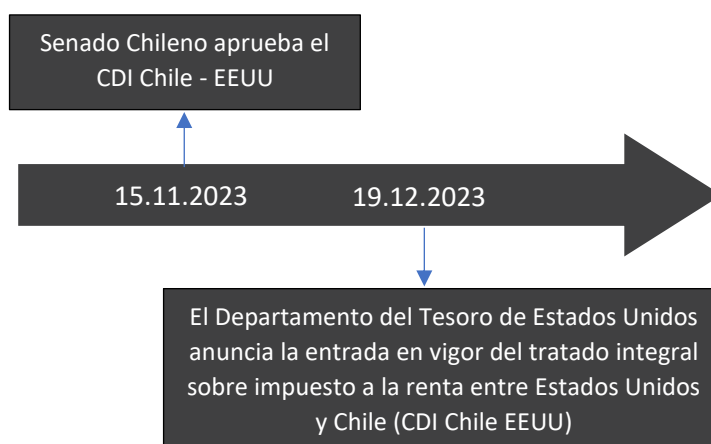 Senado Chileno aprueba el
CDI Chile - EEUU
15.11.2023
19.12.2023
El Departamento del Tesoro de Estados Unidos
anuncia la entrada en vigor del tratado integral
sobre impuesto a la renta entre Estados Unidos
y Chile (CDI Chile EEUU)